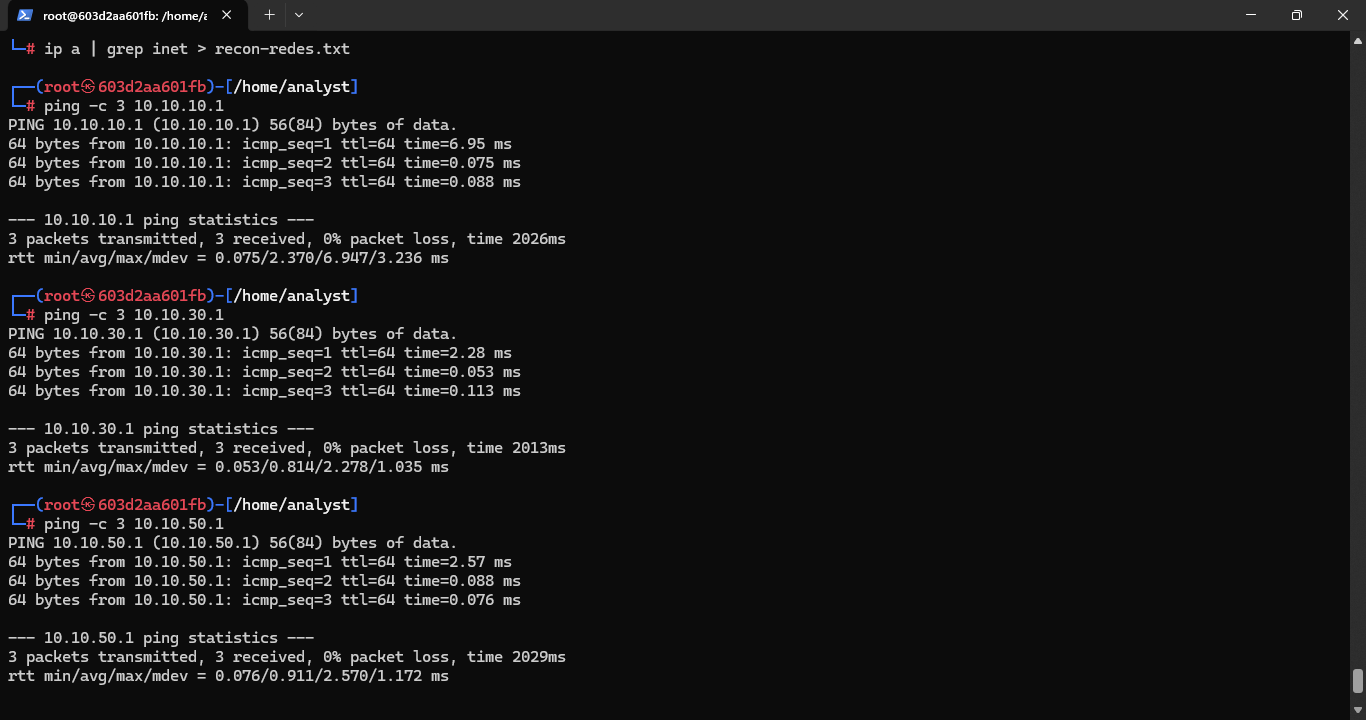 root@603d2aa601fb: /home/a
└─# ip a | grep inet > recon-redes.txt
┌──(root㉿603d2aa601fb)-[/home/analyst]
└─# ping -c 3 10.10.10.1
PING 10.10.10.1 (10.10.10.1) 56(84) bytes of data.
64 bytes from 10.10.10.1: icmp_seq=1 ttl=64 time=6.95 ms
64 bytes from 10.10.10.1: icmp_seq=2 ttl=64 time=0.075 ms
64 bytes from 10.10.10.1: icmp_seq=3 ttl=64 time=0.088 ms
--- 10.10.10.1 ping statistics ---
3 packets transmitted, 3 received, 0% packet loss, time 2026ms
rtt min/avg/max/mdev = 0.075/2.370/6.947/3.236 ms
┌──(root㉿603d2aa601fb)-[/home/analyst]
└─# ping -c 3 10.10.30.1
PING 10.10.30.1 (10.10.30.1) 56(84) bytes of data.
64 bytes from 10.10.30.1: icmp_seq=1 ttl=64 time=2.28 ms
64 bytes from 10.10.30.1: icmp_seq=2 ttl=64 time=0.053 ms
64 bytes from 10.10.30.1: icmp_seq=3 ttl=64 time=0.113 ms
--- 10.10.30.1 ping statistics ---
3 packets transmitted, 3 received, 0% packet loss, time 2013ms
rtt min/avg/max/mdev = 0.053/0.814/2.278/1.035 ms
┌──(root㉿603d2aa601fb)-[/home/analyst]
└─# ping -c 3 10.10.50.1
PING 10.10.50.1 (10.10.50.1) 56(84) bytes of data.
64 bytes from 10.10.50.1: icmp_seq=1 ttl=64 time=2.57 ms
64 bytes from 10.10.50.1: icmp_seq=2 ttl=64 time=0.088 ms
64 bytes from 10.10.50.1: icmp_seq=3 ttl=64 time=0.076 ms
--- 10.10.50.1 ping statistics ---
3 packets transmitted, 3 received, 0% packet loss, time 2029ms
rtt min/avg/max/mdev = 0.076/0.911/2.570/1.172 ms